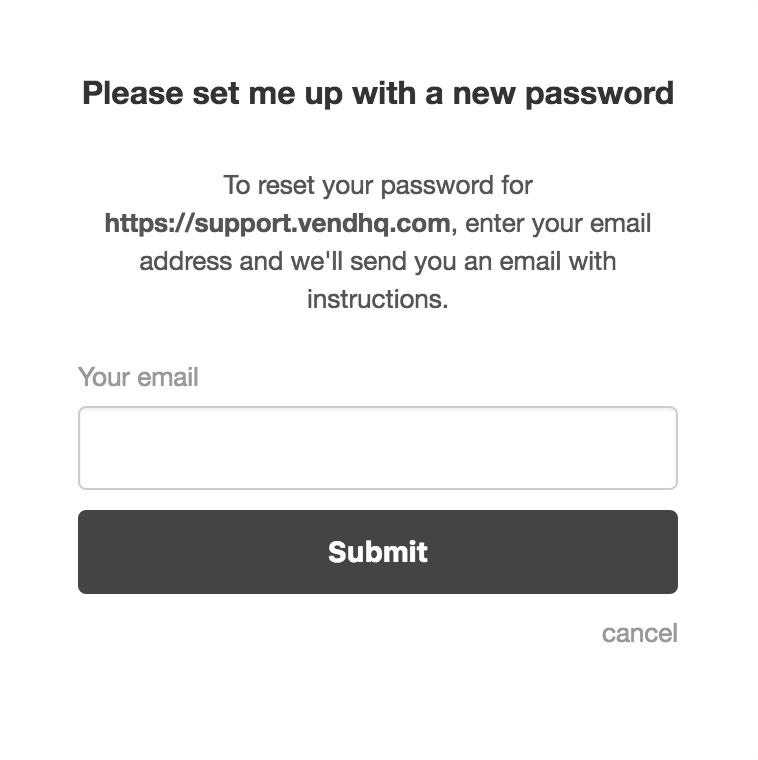 Please set me up with a new password
To reset your password for
https://support.vendhq.com, enter your email
address and we'll send you an email with
instructions.
Your email
Submit
cancel